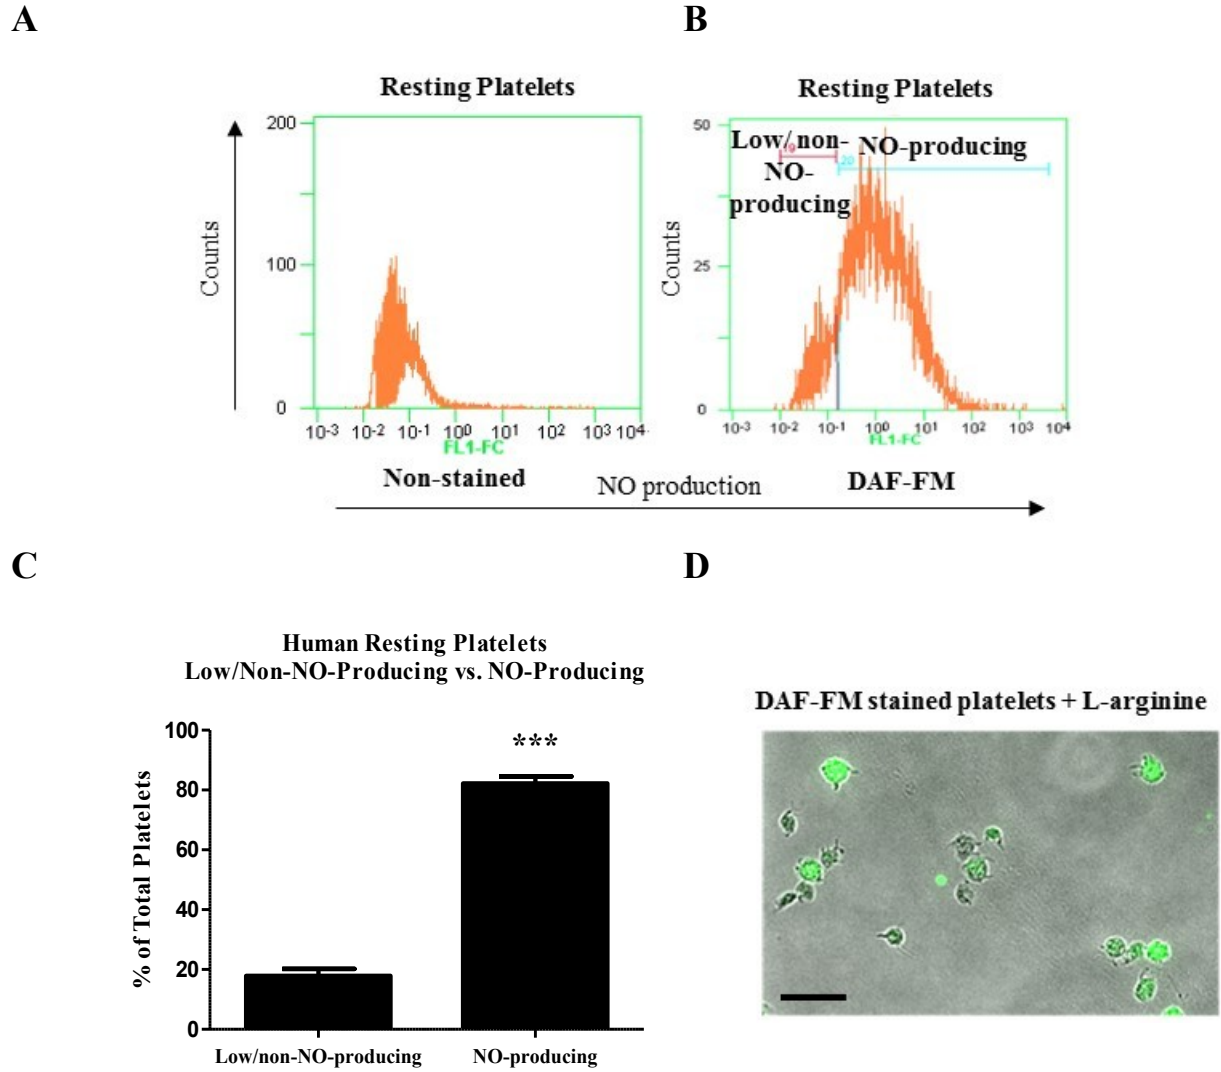 A
B
Resting Platelets
Resting Platelets
200
100
0
Counts
10-3 10-2 10-1 100 101 102 103 104
FL1-FC
Non-stained
50
25
0
Counts
Low/non-
NO-
producing
NO-producing
19
20
10-3 10-2 10-1 100 101 102 103 104
FL1-FC
DAF-FM
NO production
C
D
Human Resting Platelets
Low/Non-NO-Producing vs. NO-Producing
100
80
60
40
20
0
% of Total Platelets
***
Low/non-NO-producing
NO-producing
DAF-FM stained platelets + L-arginine